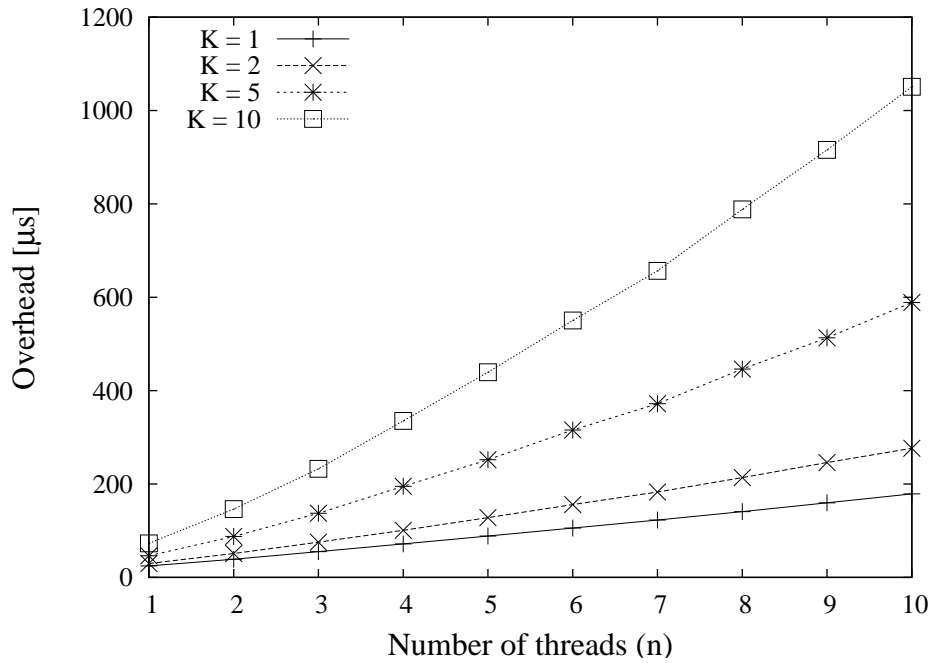 1200
1000
800
600
400
200
0
Overhead [μs]
K = 1
K = 2
K = 5
K = 10
1 2 3 4 5 6 7 8 9 10
Number of threads (n)